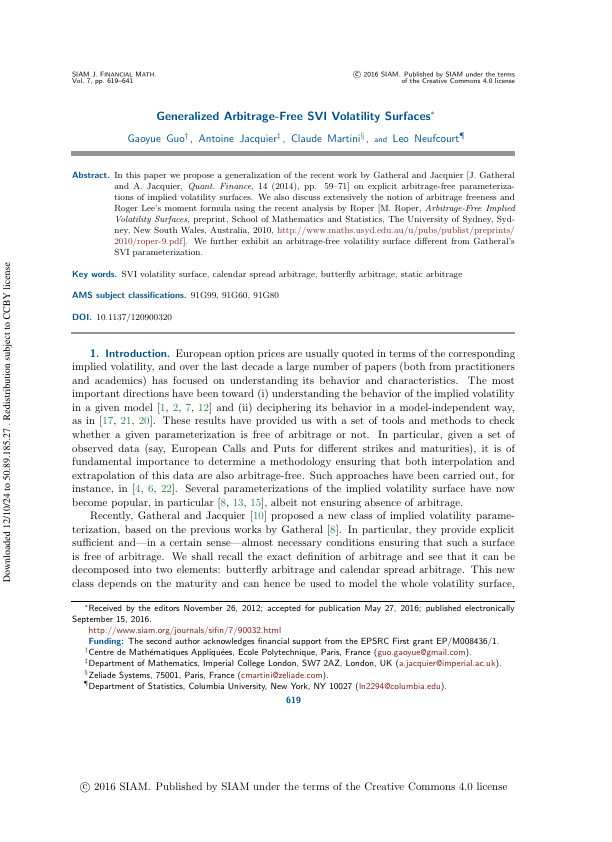 SIAM J. FINANCIAL MATH.
Vol. 7, pp. 619–641
© 2016 SIAM. Published by SIAM under the terms
of the Creative Commons 4.0 license
Generalized Arbitrage-Free SVI Volatility Surfaces*
Gaoyue Guo†, Antoine Jacquier‡, Claude Martini§, and Leo Neufcourt¶
Abstract. In this paper we propose a generalization of the recent work by Gatheral and Jacquier [J. Gatheral
and A. Jacquier, Quant. Finance, 14 (2014), pp. 59–71] on explicit arbitrage-free parameteriza-
tions of implied volatility surfaces. We also discuss extensively the notion of arbitrage freeness and
Roger Lee's moment formula using the recent analysis by Roper [M. Roper, Arbitrage-Free Implied
Volatility Surfaces, preprint, School of Mathematics and Statistics, The University of Sydney, Syd-
ney, New South Wales, Australia, 2010, http://www.maths.usyd.edu.au/u/pubs/publist/preprints/
2010/roper-9.pdf]. We further exhibit an arbitrage-free volatility surface different from Gatheral's
SVI parameterization.
Key words. SVI volatility surface, calendar spread arbitrage, butterfly arbitrage, static arbitrage
AMS subject classifications. 91G99, 91G60, 91G80
DOI. 10.1137/120900320
1. Introduction. European option prices are usually quoted in terms of the corresponding
implied volatility, and over the last decade a large number of papers (both from practitioners
and academics) has focused on understanding its behavior and characteristics. The most
important directions have been toward (i) understanding the behavior of the implied volatility
in a given model [1, 2, 7, 12] and (ii) deciphering its behavior in a model-independent way,
as in [17, 21, 20]. These results have provided us with a set of tools and methods to check
whether a given parameterization is free of arbitrage or not. In particular, given a set of
observed data (say, European Calls and Puts for different strikes and maturities), it is of
fundamental importance to determine a methodology ensuring that both interpolation and
extrapolation of this data are also arbitrage-free. Such approaches have been carried out, for
instance, in [4, 6, 22]. Several parameterizations of the implied volatility surface have now
become popular, in particular [8, 13, 15], albeit not ensuring absence of arbitrage.
Recently, Gatheral and Jacquier [10] proposed a new class of implied volatility parame-
terization, based on the previous works by Gatheral [8]. In particular, they provide explicit
sufficient and—in a certain sense—almost necessary conditions ensuring that such a surface
is free of arbitrage. We shall recall the exact definition of arbitrage and see that it can be
decomposed into two elements: butterfly arbitrage and calendar spread arbitrage. This new
class depends on the maturity and can hence be used to model the whole volatility surface,
*Received by the editors November 26, 2012; accepted for publication May 27, 2016; published electronically
September 15, 2016.
http://www.siam.org/journals/sifin/7/90032.html
Funding: The second author acknowledges financial support from the EPSRC First grant EP/M008436/1.
†Centre de Mathématiques Appliquées, Ecole Polytechnique, Paris, France (guo.gaoyue@gmail.com).
‡Department of Mathematics, Imperial College London, SW7 2AZ, London, UK (a.jacquier@imperial.ac.uk).
§Zeliade Systems, 75001, Paris, France (cmartini@zeliade.com).
¶Department of Statistics, Columbia University, New York, NY 10027 (ln2294@columbia.edu).
619
© 2016 SIAM. Published by SIAM under the terms of the Creative Commons 4.0 license
Downloaded 12/10/24 to 50.89.185.27 . Redistribution subject to CCBY license